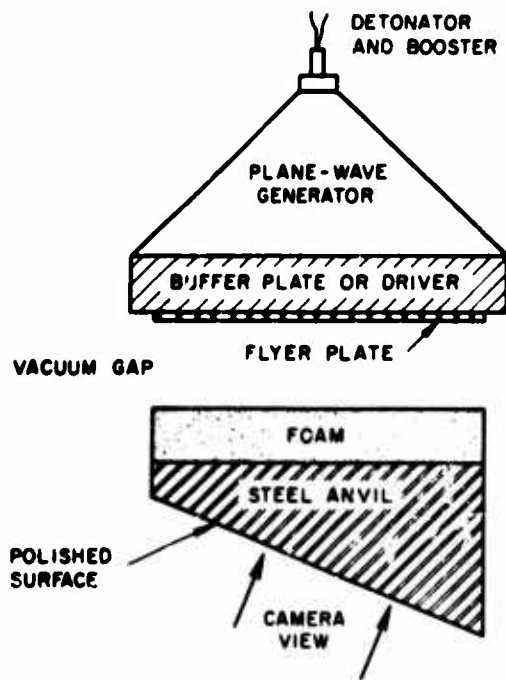 DETONATOR
AND BOOSTER
PLANE-WAVE
GENERATOR
BUFFER PLATE OR DRIVER
FLYER PLATE
VACUUM GAP
FOAM
STEEL ANVIL
POLISHED
SURFACE
CAMERA
VIEW